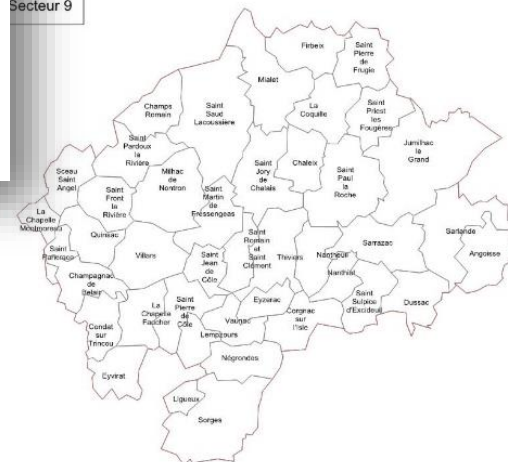 Secteur 9
Firbeix
Saint
Pierre
de
Frugie
Mialet
Champs
Romain
Saint
Saud
Lacoussière
La
Coquille
Saint
Priest
les
Fougères
Jumilhac
le
Grand
Saint
Pardoux
la
Rivière
Sceau
Saint
Angel
Milhac
de
Nontron
Saint
Jory
de
Chalais
Chaleix
Saint
Paul
la
Roche
Saint
Front
la
Rivière
Saint
Martin
de
Fressengeas
La
Chapelle
Montmoreau
Quinsac
Saint
Romain
et
Saint
Clément
Sarrazac
Sarlande
Angoisse
Villars
Saint
Jean
de
Côle
Thiviers
Nantheuil
Nanthiat
Champagnac
de
Belair
Saint
Sulpice
d'Excideuil
Dussac
La
Chapelle
Faucher
Saint
Pierre
de
Côle
Eyzerac
Corgnac
sur
l'Isle
Vaunac
Lempzours
Condat
sur
Trincou
Négrondes
Eyvirat
Ligueux
Sorges